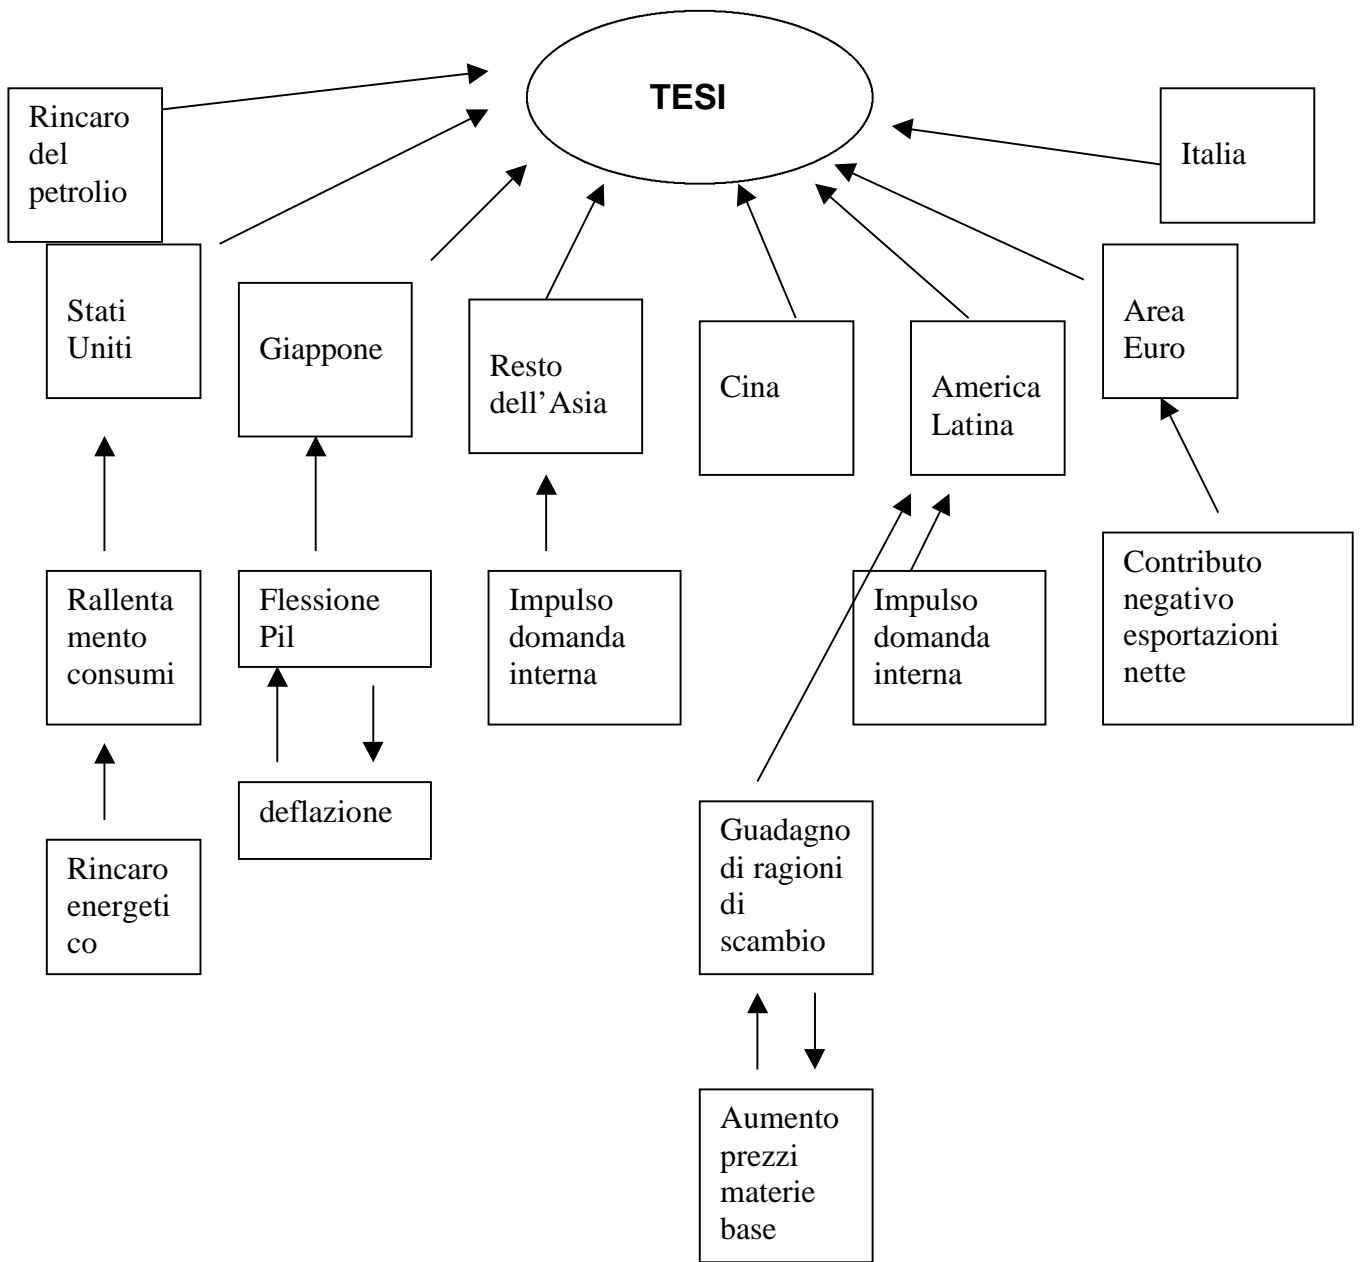 TESI
Rincaro
del
petrolio
Italia
Stati
Uniti
Giappone
Resto
dell’Asia
Cina
America
Latina
Area
Euro
Rallenta
mento
consumi
Flessione
Pil
Impulso
domanda
interna
Impulso
domanda
interna
Contributo
negativo
esportazioni
nette
deflazione
Rincaro
energeti
co
Guadagno
di ragioni
di
scambio
Aumento
prezzi
materie
base